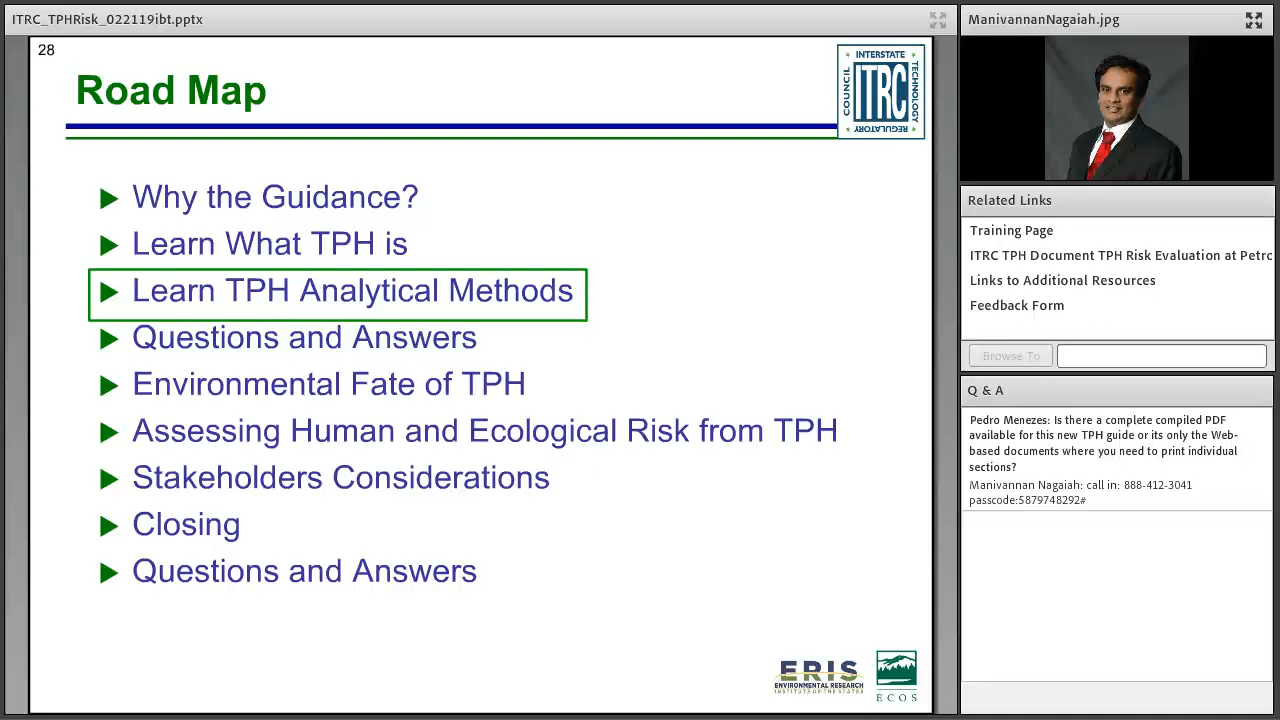 ITRC_TPHRisk_022119ibt.pptx
28
Road Map
INTERSTATE
COUNCIL
ITRC
TECHNOLOGY
REGULATORY
Why the Guidance?
Learn What TPH is
Learn TPH Analytical Methods
Questions and Answers
Environmental Fate of TPH
Assessing Human and Ecological Risk from TPH
Stakeholders Considerations
Closing
Questions and Answers
ERIS
ENVIRONMENTAL RESEARCH
INSTITUTE OF THE STATES
ECOS
ManivannanNagaiah.jpg
Related Links
Training Page
ITRC TPH Document TPH Risk Evaluation at Petrc
Links to Additional Resources
Feedback Form
Browse To
Q & A
Pedro Menezes: Is there a complete compiled PDF
available for this new TPH guide or its only the Web-
based documents where you need to print individual
sections?
Manivannan Nagaiah: call in: 888-412-3041
passcode:5879748292#